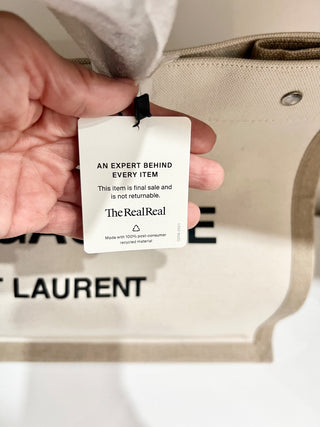 AN EXPERT BEHIND
EVERY ITEM
This item is final sale and
is not returnable.
TheRealReal
Made with 100% post-consumer
recycled material
E
T LAURENT